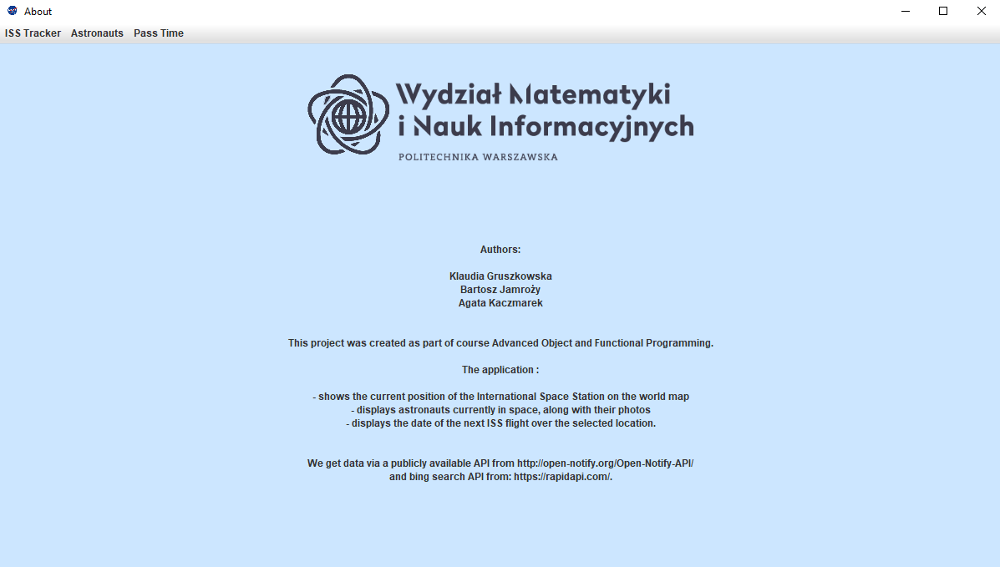 About
ISS Tracker Astronauts Pass Time
Wydział Matematyki
i Nauk Informacyjnych
POLITECHNIKA WARSZAWSKA
Authors:
Klaudia Gruszkowska
Bartosz Jamroży
Agata Kaczmarek
This project was created as part of course Advanced Object and Functional Programming.
The application :
- shows the current position of the International Space Station on the world map
- displays astronauts currently in space, along with their photos
- displays the date of the next ISS flight over the selected location.
We get data via a publicly available API from http://open-notify.org/Open-Notify-API/
and bing search API from: https://rapidapi.com/.